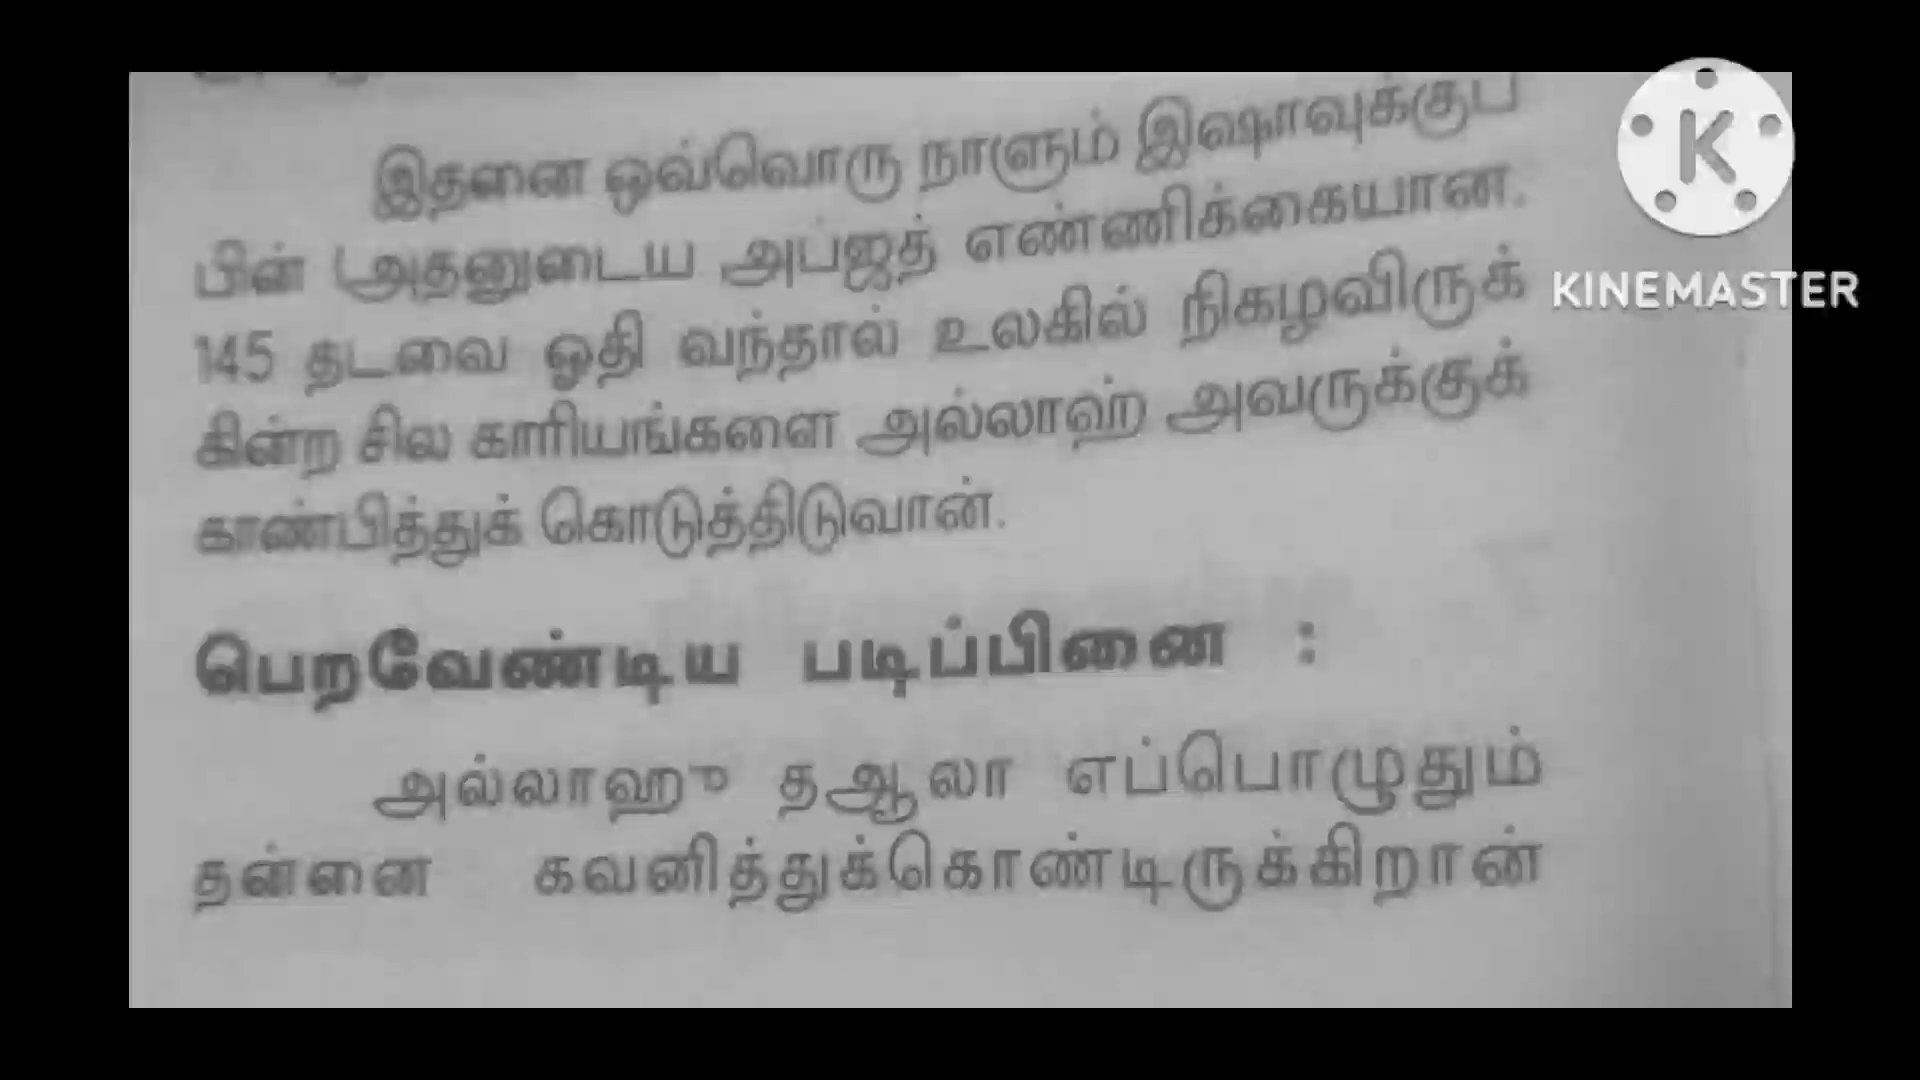 இதனை ஒவ்வொரு நாளும் இஷாவுக்குப்
பின் அதனுடைய அப்ஜத் எண்ணிக்கையான
145 தடவை ஓதி வந்தால் உலகில் நிகழவிருக்
கின்ற சில காரியங்களை அல்லாஹ் அவருக்குக்
காண்பித்துக் கொடுத்திடுவான்.
பெறவேண்டிய படிப்பினை :
அல்லாஹு தஆலா எப்பொழுதும்
தன்னை கவனித்துக்கொண்டிருக்கிறான்
KINEMASTER